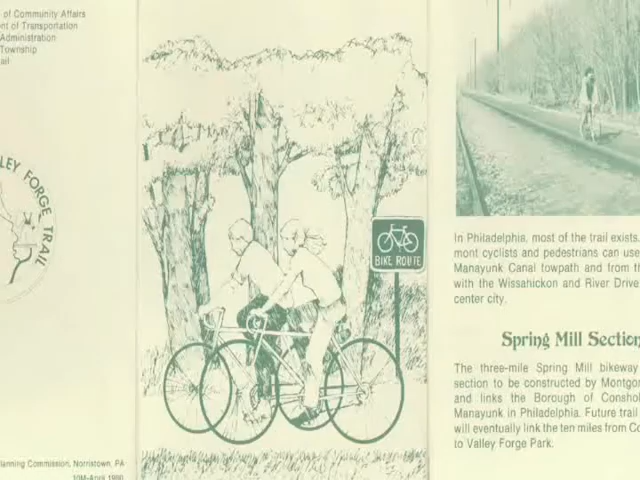 of Community Affairs
of Transportation
Administration
Township
LEY FORGE TRAIL
lanning Commission, Norristown, PA
10M-April 1980
BIKE ROUTE
In Philadelphia, most of the trail exists.
mont cyclists and pedestrians can use
Manayunk Canal towpath and from
with the Wissahickon and River Drive
center city.
Spring Mill Section
The three-mile Spring Mill bikeway
section to be constructed by Montgo
and links the Borough of Consho
Manayunk in Philadelphia. Future trail
will eventually link the ten miles from Co
to Valley Forge Park.